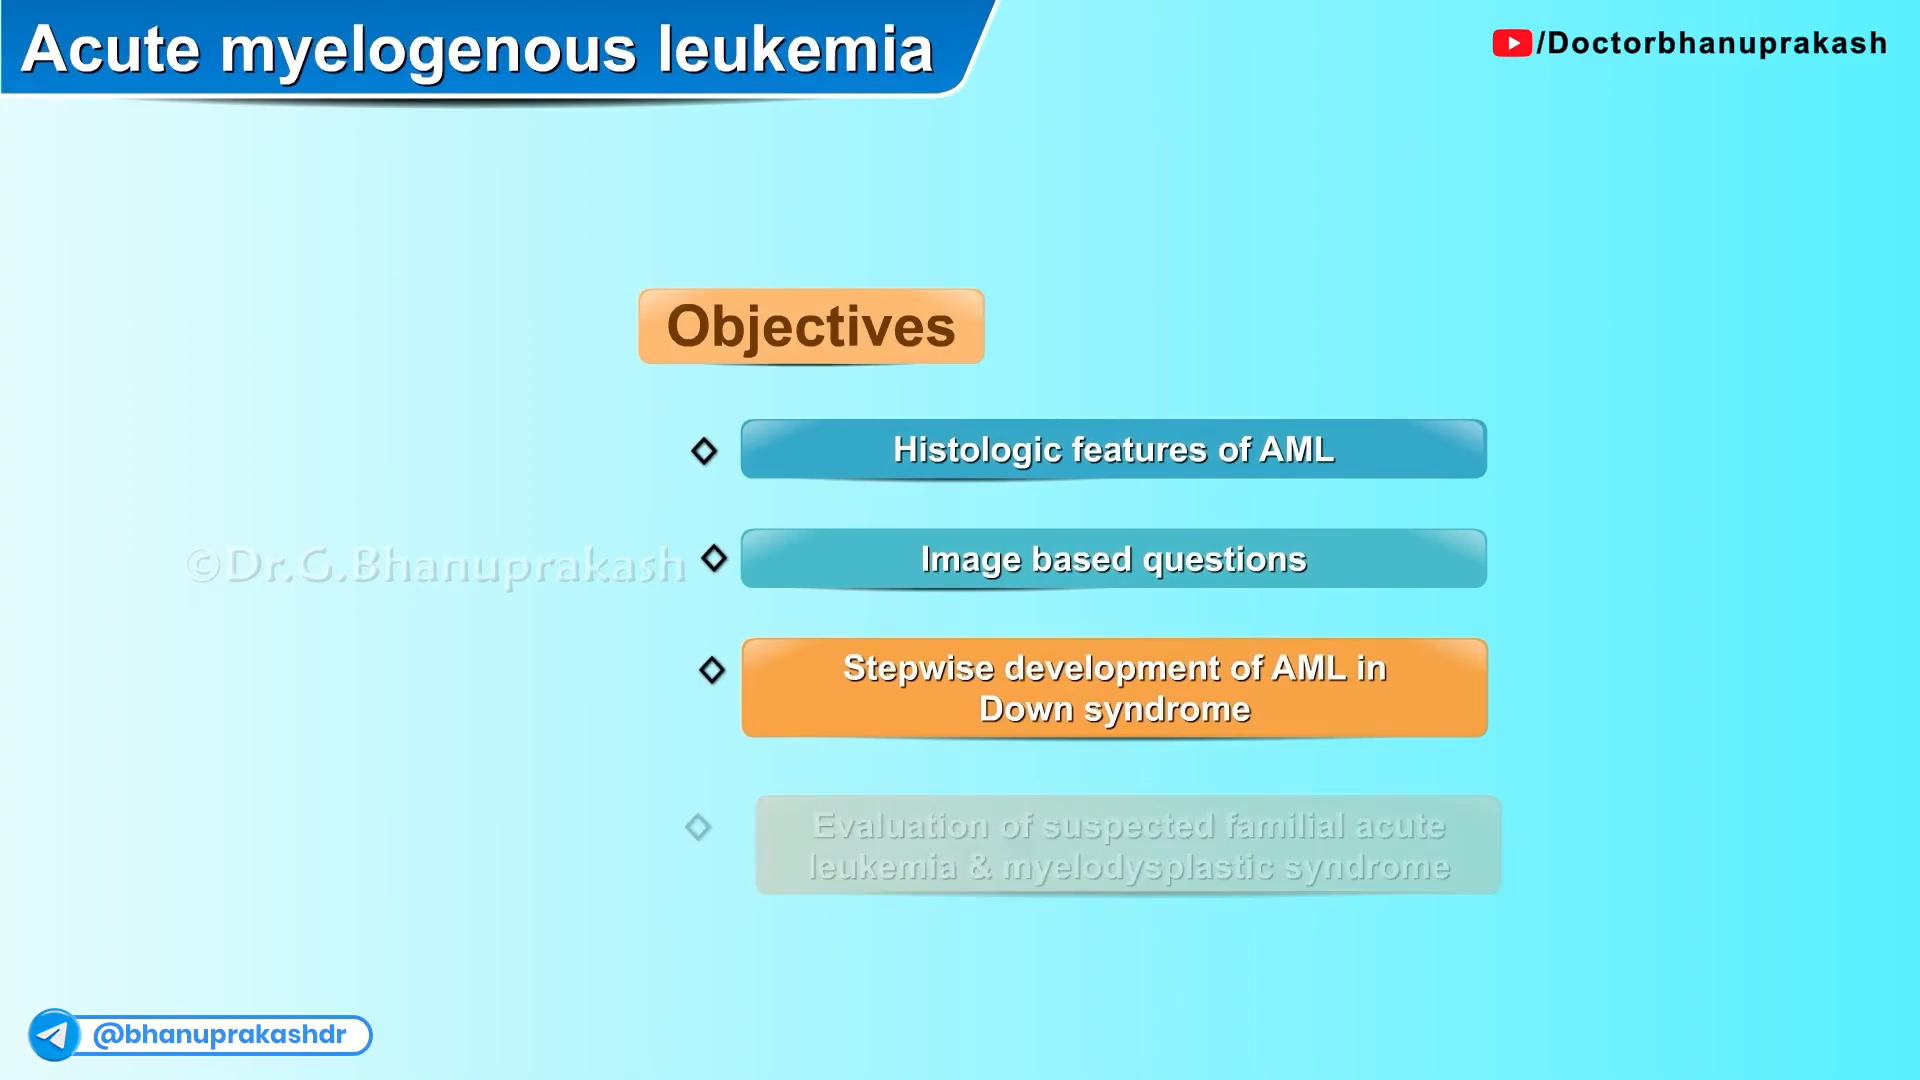 Acute myelogenous leukemia
/Doctorbhanuprakash
Objectives
Histologic features of AML
©Dr.G.Bhanuprakash
Image based questions
Stepwise development of AML in
Down syndrome
Evaluation of suspected familial acute
leukemia & myelodysplastic syndrome
@bhanuprakashdr